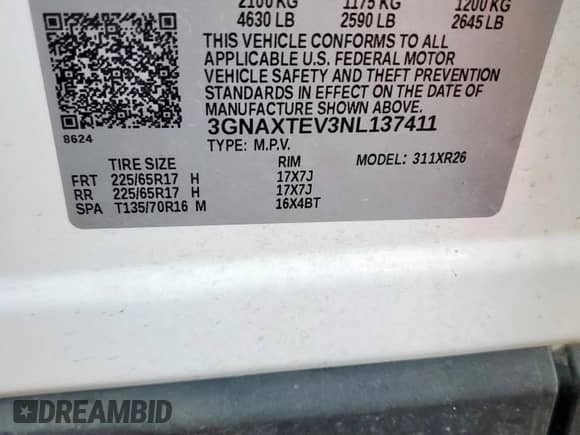 2100 KG 1175 KG 1200 KG
4630 LB 2590 LB 2645 LB
THIS VEHICLE CONFORMS TO ALL
APPLICABLE U.S. FEDERAL MOTOR
VEHICLE SAFETY AND THEFT PREVENTION
STANDARDS IN EFFECT ON THE DATE OF
MANUFACTURE SHOWN ABOVE.
3GNAXTEV3NL137411
8624
TYPE: M.P.V.
TIRE SIZE RIM MODEL: 311XR26
FRT 225/65R17 H 17X7J
RR 225/65R17 H 17X7J
SPA T135/70R16 M 16X4BT
DREAMBID